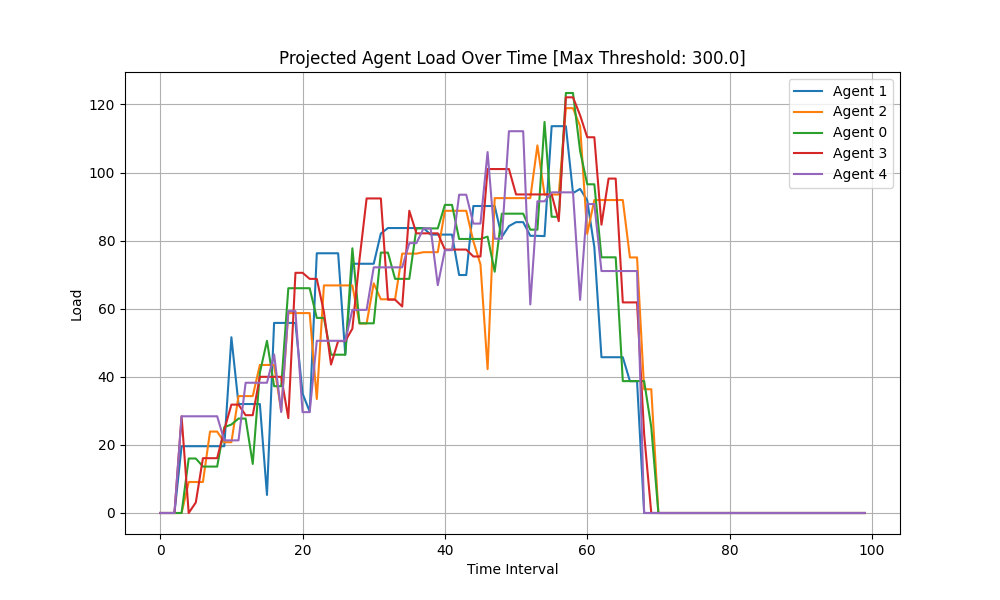 Projected Agent Load Over Time [Max Threshold: 300.0]
Agent 1
Agent 2
Agent 0
Agent 3
Agent 4
Load
120
100
80
60
40
20
0
0 20 40 60 80 100
Time Interval